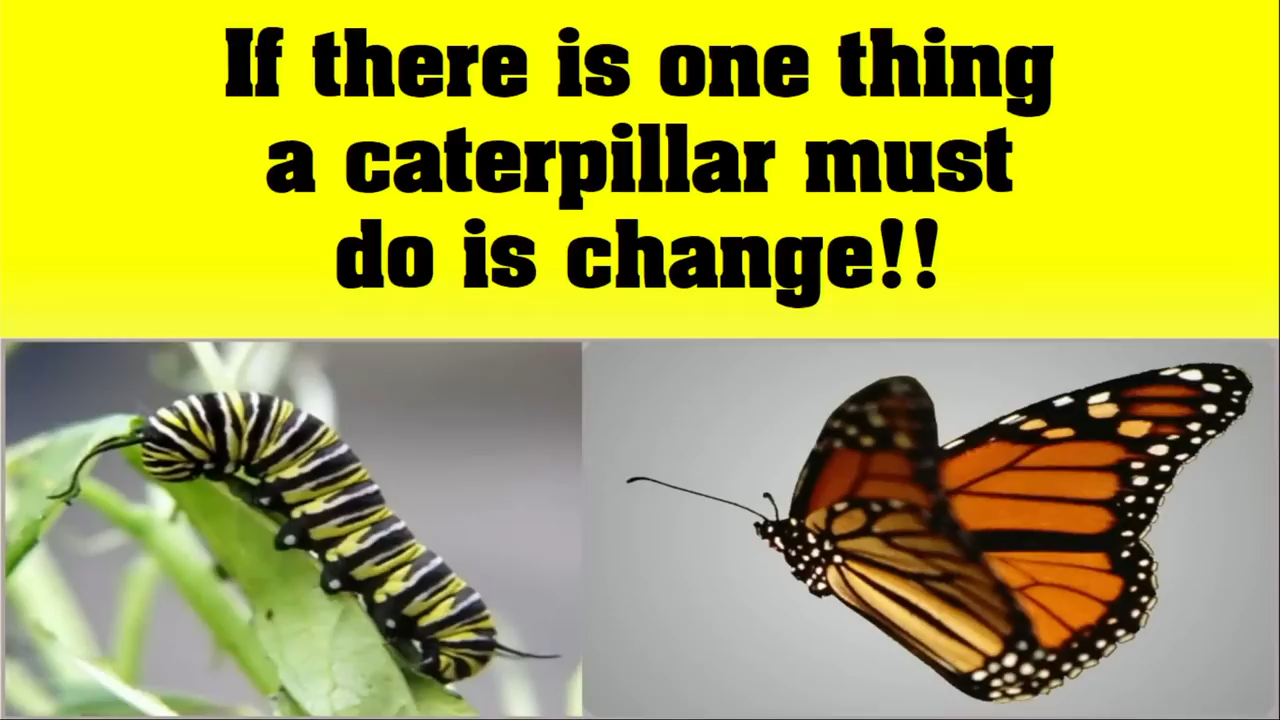 If there is one thing
a caterpillar must
do is change!!